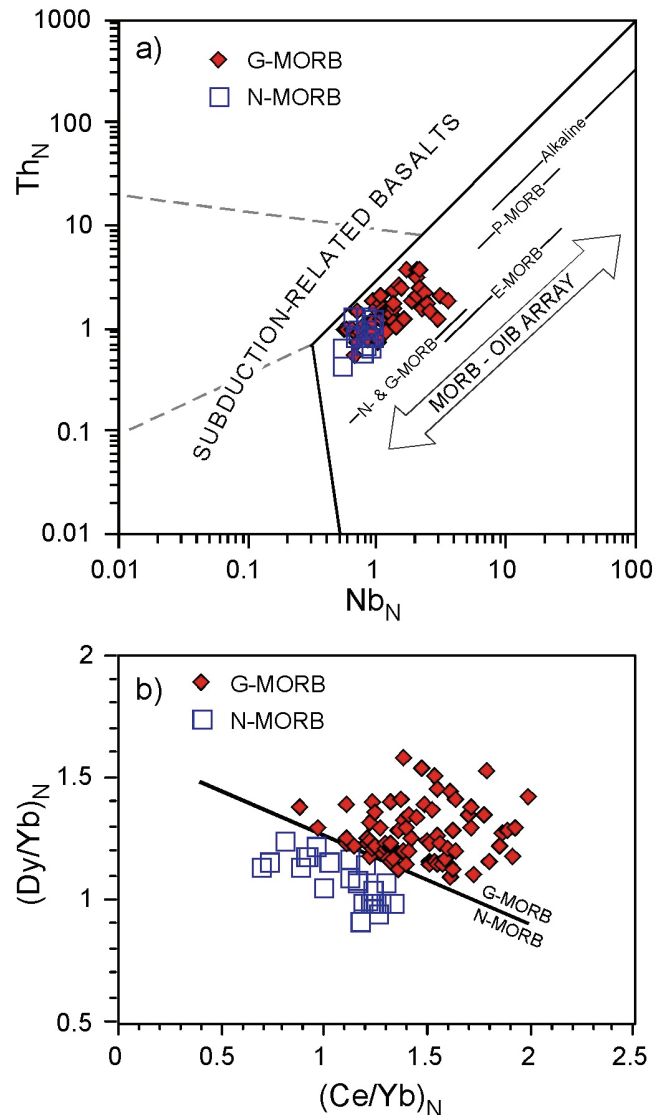 a)
G-MORB
N-MORB
SUBDUCTION-RELATED BASALTS
Alkaline
P-MORB
E-MORB
N- & G-MORB
MORB - OIB ARRAY
1000
100
10
1
0.1
0.01
Th_N
0.01 0.1 1 10 100
Nb_N
b)
G-MORB
N-MORB
G-MORB
N-MORB
2
1.5
1
0.5
(Dy/Yb)_N
0 0.5 1 1.5 2 2.5
(Ce/Yb)_N